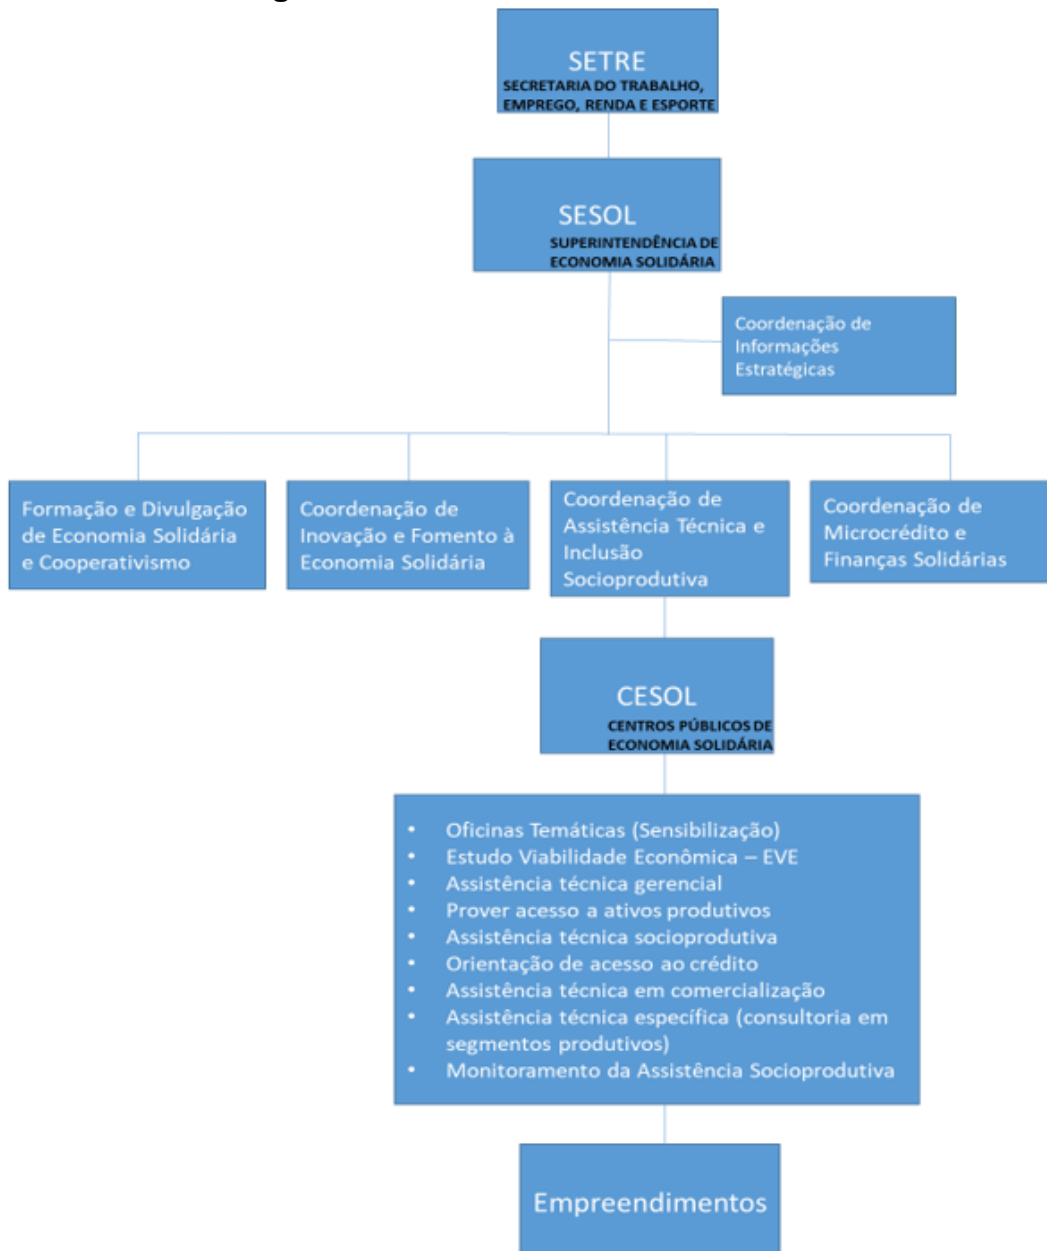 SETRE
SECRETARIA DO TRABALHO,
EMPREGO, RENDA E ESPORTE
SESOL
SUPERINTENDÊNCIA DE
ECONOMIA SOLIDÁRIA
Coordenação de
Informações
Estratégicas
Formação e Divulgação
de Economia Solidária
e Cooperativismo
Coordenação de
Inovação e Fomento à
Economia Solidária
Coordenação de
Assistência Técnica e
Inclusão
Socioprodutiva
Coordenação de
Microcrédito e
Finanças Solidárias
CESOL
CENTROS PÚBLICOS DE
ECONOMIA SOLIDÁRIA
• Oficinas Temáticas (Sensibilização)
• Estudo Viabilidade Econômica – EVE
• Assistência técnica gerencial
• Prover acesso a ativos produtivos
• Assistência técnica socioprodutiva
• Orientação de acesso ao crédito
• Assistência técnica em comercialização
• Assistência técnica específica (consultoria em
segmentos produtivos)
• Monitoramento da Assistência Socioprodutiva
Empreendimentos